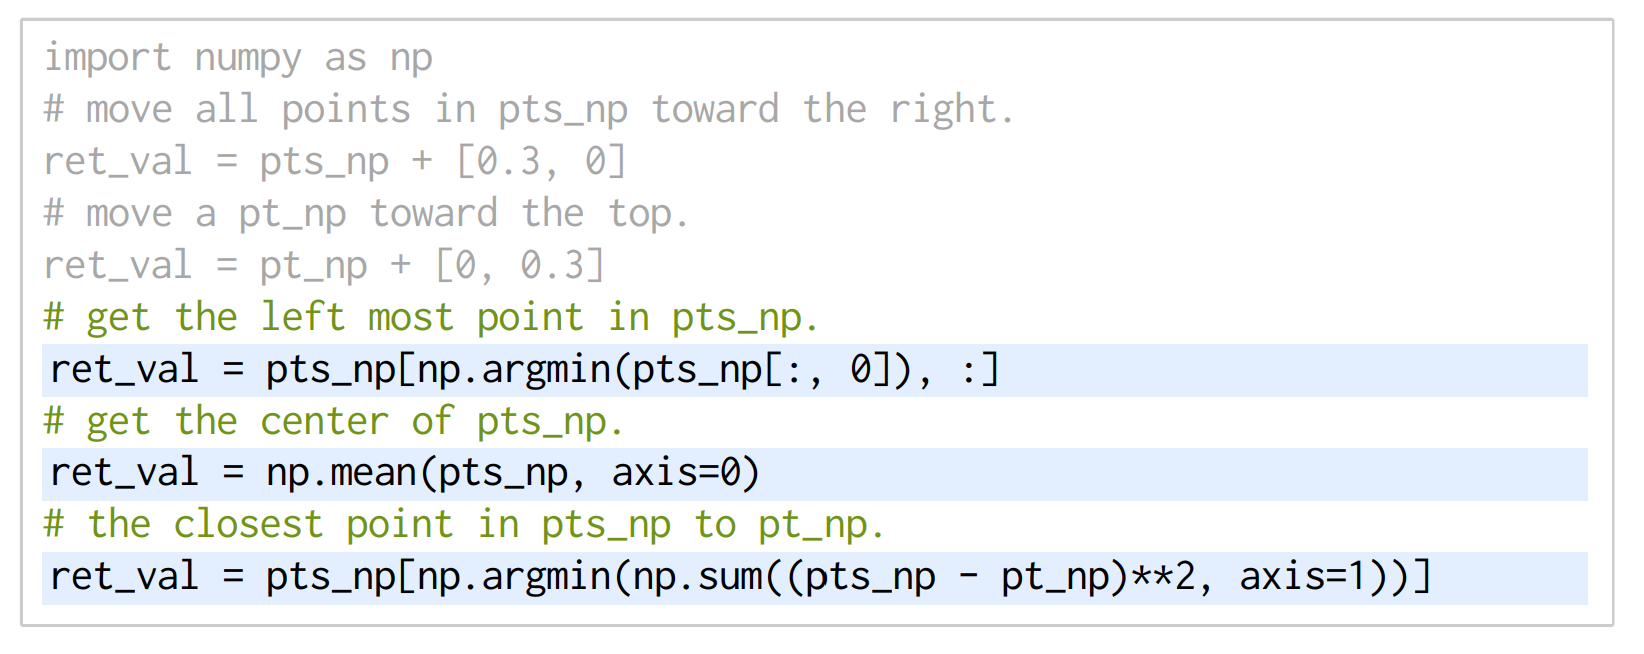 import numpy as np
# move all points in pts_np toward the right.
ret_val = pts_np + [0.3, 0]
# move a pt_np toward the top.
ret_val = pt_np + [0, 0.3]
# get the left most point in pts_np.
ret_val = pts_np[np.argmin(pts_np[:, 0]), :]
# get the center of pts_np.
ret_val = np.mean(pts_np, axis=0)
# the closest point in pts_np to pt_np.
ret_val = pts_np[np.argmin(np.sum((pts_np - pt_np)**2, axis=1))]